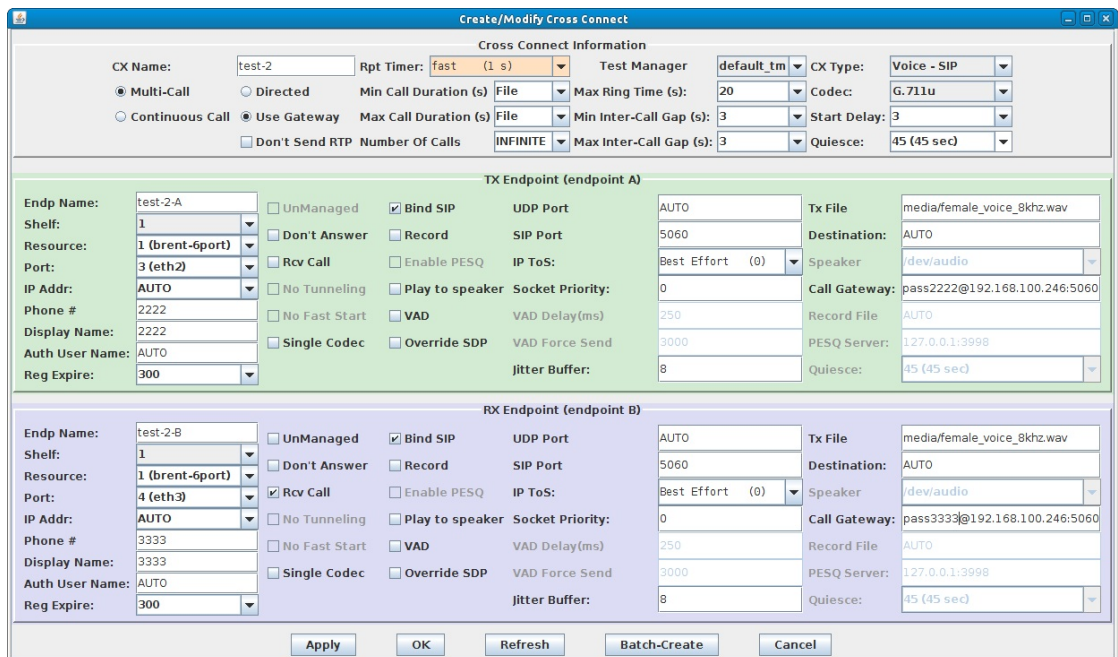 Create/Modify Cross Connect
Cross Connect Information
CX Name: test-2 Rpt Timer: fast (1 s) Test Manager default_tm CX Type: Voice - SIP
Multi-Call Directed Min Call Duration (s) File Max Ring Time (s): 20 Codec: G.711u
Continuous Call Use Gateway Max Call Duration (s) File Min Inter-Call Gap (s): 3 Start Delay: 3
Don't Send RTP Number Of Calls INFINITE Max Inter-Call Gap (s): 3 Quiesce: 45 (45 sec)
TX Endpoint (endpoint A)
Endp Name: test-2-A UnManaged Bind SIP UDP Port AUTO Tx File media/female_voice_8khz.wav
Shelf: 1 Don't Answer Record SIP Port 5060 Destination: AUTO
Resource: 1 (brent-6port) Rcv Call Enable PESQ IP ToS: Best Effort (0) Speaker /dev/audio
Port: 3 (eth2) No Tunneling Play to speaker Socket Priority: 0 Call Gateway: pass2222@192.168.100.246:5060
IP Addr: AUTO No Fast Start VAD VAD Delay(ms) 250 Record File AUTO
Phone # 2222 Single Codec Override SDP VAD Force Send 3000 PESQ Server: 127.0.0.1:3998
Display Name: 2222 Jitter Buffer: 8 Quiesce: 45 (45 sec)
Auth User Name: AUTO
Reg Expire: 300
RX Endpoint (endpoint B)
Endp Name: test-2-B UnManaged Bind SIP UDP Port AUTO Tx File media/female_voice_8khz.wav
Shelf: 1 Don't Answer Record SIP Port 5060 Destination: AUTO
Resource: 1 (brent-6port) Rcv Call Enable PESQ IP ToS: Best Effort (0) Speaker /dev/audio
Port: 4 (eth3) No Tunneling Play to speaker Socket Priority: 0 Call Gateway: pass3333@192.168.100.246:5060
IP Addr: AUTO No Fast Start VAD VAD Delay(ms) 250 Record File AUTO
Phone # 3333 Single Codec Override SDP VAD Force Send 3000 PESQ Server: 127.0.0.1:3998
Display Name: 3333 Jitter Buffer: 8 Quiesce: 45 (45 sec)
Auth User Name: AUTO
Reg Expire: 300
Apply OK Refresh Batch-Create Cancel